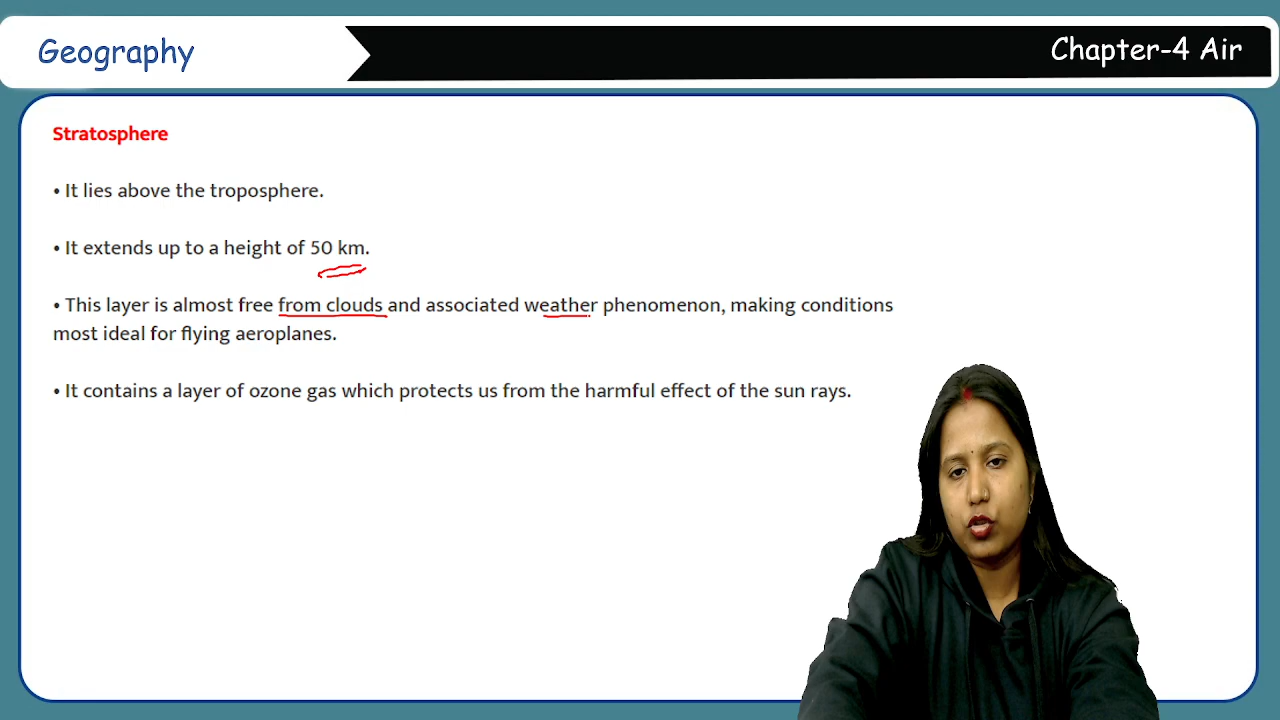 Geography
Chapter-4 Air
Stratosphere
• It lies above the troposphere.
• It extends up to a height of 50 km.
• This layer is almost free from clouds and associated weather phenomenon, making conditions
most ideal for flying aeroplanes.
• It contains a layer of ozone gas which protects us from the harmful effect of the sun rays.